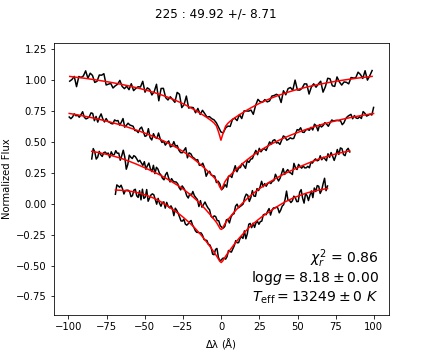 225 : 49.92 +/- 8.71
1.25
1.00
0.75
0.50
0.25
0.00
−0.25
−0.50
−0.75
Normalized Flux
χ²ᵣ = 0.86
logg = 8.18 ± 0.00
Teff = 13249 ± 0 K
−100 −75 −50 −25 0 25 50 75 100
Δλ (Å)